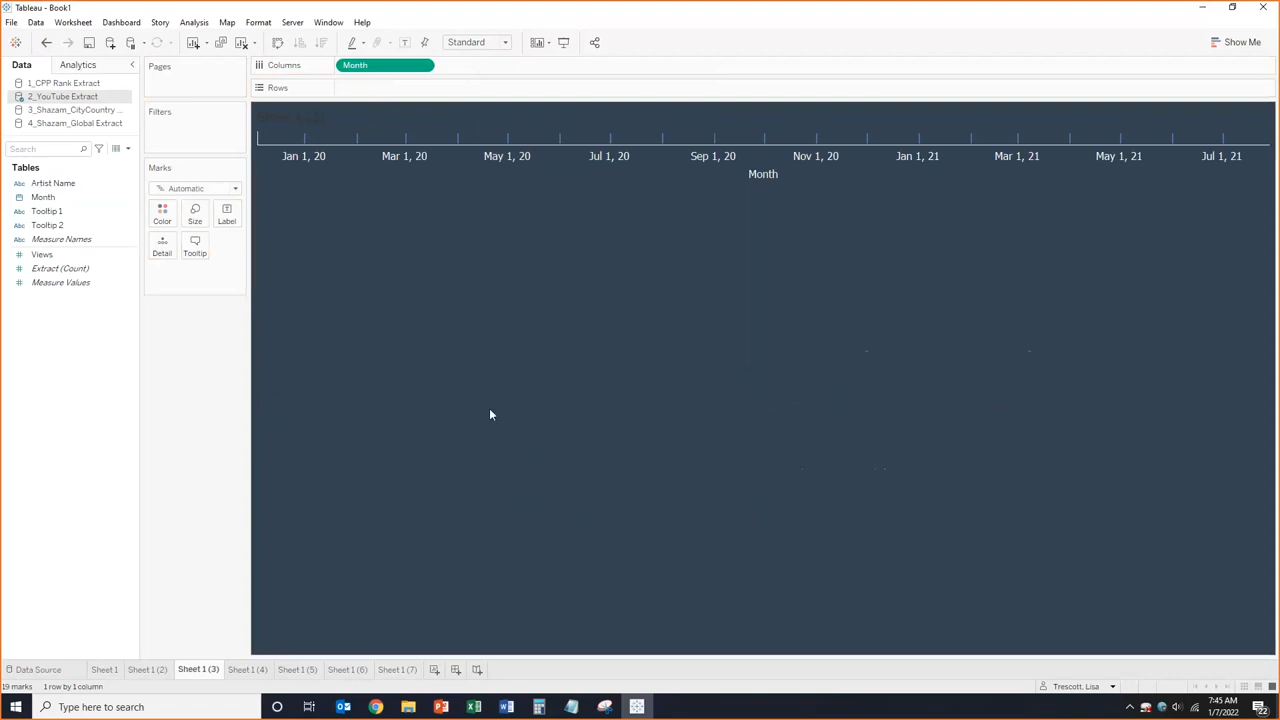 Tableau - Book1
File Data Worksheet Dashboard Story Analysis Map Format Server Window Help
Standard
Show Me
Data Analytics
Pages
Columns Month
Rows
1_CPP Rank Extract
2_YouTube Extract
3_Shazam_CityCountry ...
4_Shazam_Global Extract
Search
Tables
Abc Artist Name
Month
Abc Tooltip 1
Abc Tooltip 2
Abc Measure Names
Views
Extract (Count)
Measure Values
Filters
Marks
Automatic
Color Size Label
Detail Tooltip
Jan 1, 20 Mar 1, 20 May 1, 20 Jul 1, 20 Sep 1, 20 Nov 1, 20 Jan 1, 21 Mar 1, 21 May 1, 21 Jul 1, 21
Month
Data Source Sheet 1 Sheet 1 (2) Sheet 1 (3) Sheet 1 (4) Sheet 1 (5) Sheet 1 (6) Sheet 1 (7)
19 marks 1 row by 1 column
Trescott, Lisa
Type here to search
7:45 AM
1/7/2022
22